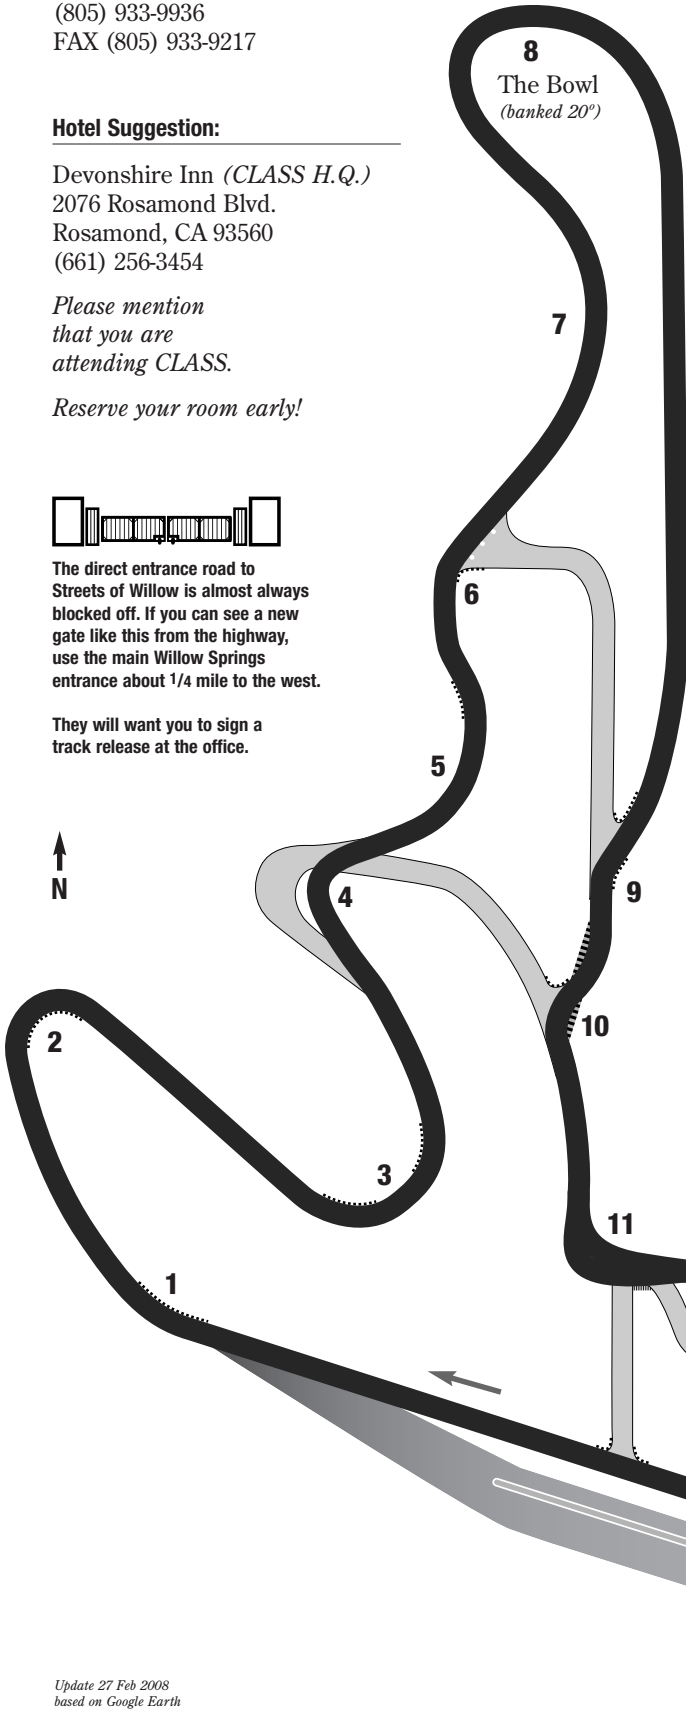 (805) 933-9936
FAX (805) 933-9217
Hotel Suggestion:
Devonshire Inn (CLASS H.Q.)
2076 Rosamond Blvd.
Rosamond, CA 93560
(661) 256-3454
Please mention
that you are
attending CLASS.
Reserve your room early!
The direct entrance road to
Streets of Willow is almost always
blocked off. If you can see a new
gate like this from the highway,
use the main Willow Springs
entrance about 1/4 mile to the west.
They will want you to sign a
track release at the office.
N
8
The Bowl
(banked 20º)
7
6
5
4
9
10
2
3
11
1
Update 27 Feb 2008
based on Google Earth